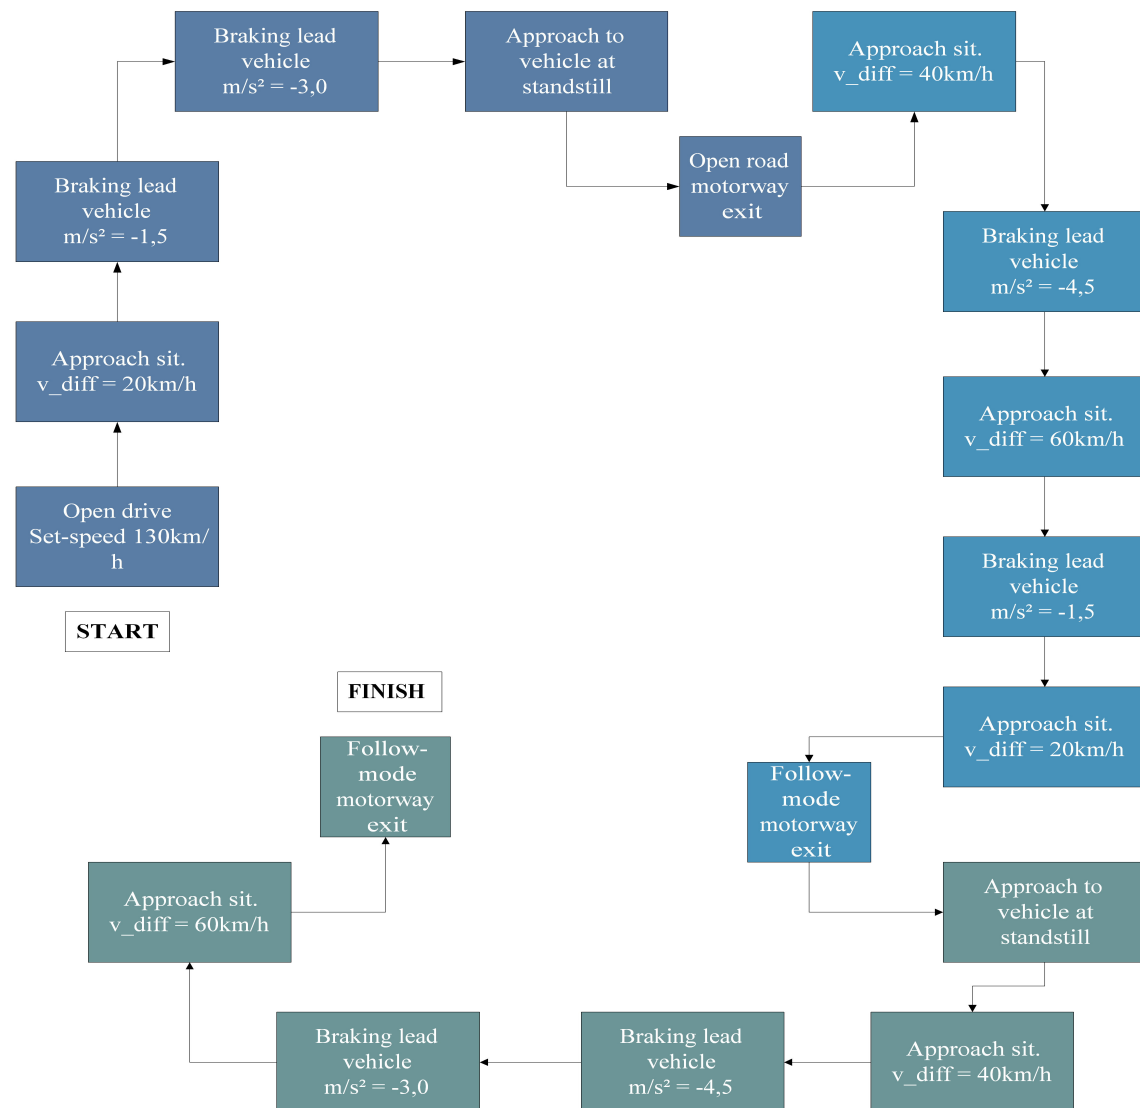 START
Open drive
Set-speed 130km/
h
Approach sit.
v_diff = 20km/h
Braking lead
vehicle
m/s² = -1,5
Braking lead
vehicle
m/s² = -3,0
Approach to
vehicle at
standstill
Open road
motorway
exit
Approach sit.
v_diff = 40km/h
Braking lead
vehicle
m/s² = -4,5
Approach sit.
v_diff = 60km/h
Braking lead
vehicle
m/s² = -1,5
Approach sit.
v_diff = 20km/h
Follow-
mode
motorway
exit
Approach to
vehicle at
standstill
Approach sit.
v_diff = 40km/h
Braking lead
vehicle
m/s² = -4,5
Braking lead
vehicle
m/s² = -3,0
Approach sit.
v_diff = 60km/h
Follow-
mode
motorway
exit
FINISH